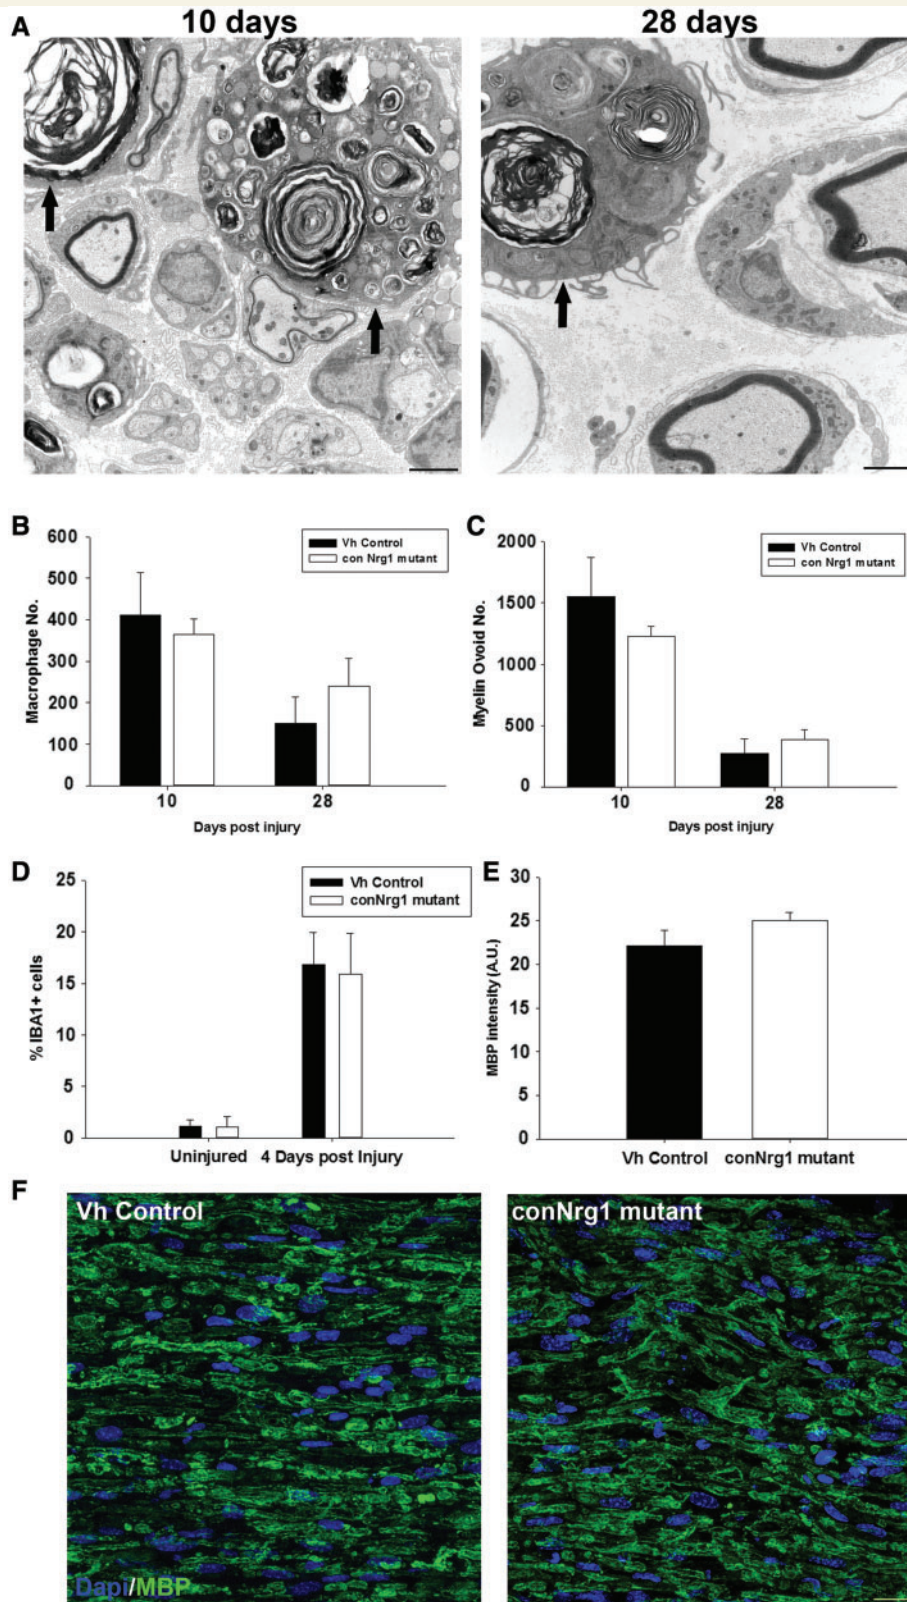 A
10 days
28 days
B
600
500
400
300
200
100
0
Macrophage No.
Vh Control
con Nrg1 mutant
10
28
Days post injury
C
2000
1500
1000
500
0
Myelin Ovoid No.
Vh Control
con Nrg1 mutant
10
28
Days post injury
D
25
20
15
10
5
0
% IBA1+ cells
Vh Control
conNrg1 mutant
Uninjured
4 Days post Injury
E
30
25
20
15
10
5
0
MBP intensity (A.U.)
Vh Control
conNrg1 mutant
F
Vh Control
conNrg1 mutant
Dapi/MBP